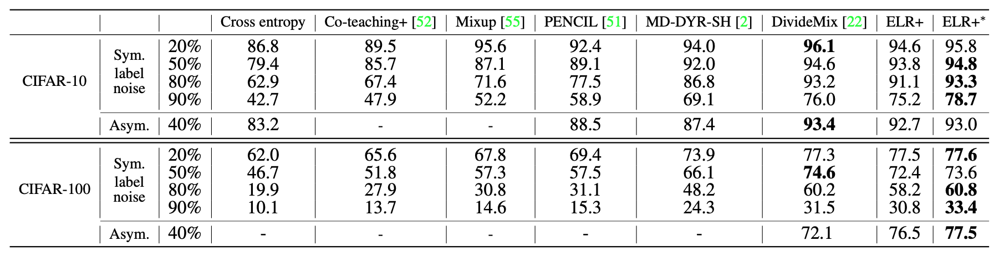 Cross entropy Co-teaching+ [52] Mixup [55] PENCIL [51] MD-DYR-SH [2] DivideMix [22] ELR+ ELR+*
CIFAR-10
Sym. label noise
20% 86.8 89.5 95.6 92.4 94.0 96.1 94.6 95.8
50% 79.4 85.7 87.1 89.1 92.0 94.6 93.8 94.8
80% 62.9 67.4 71.6 77.5 86.8 93.2 91.1 93.3
90% 42.7 47.9 52.2 58.9 69.1 76.0 75.2 78.7
Asym. 40% 83.2 - - 88.5 87.4 93.4 92.7 93.0
CIFAR-100
Sym. label noise
20% 62.0 65.6 67.8 69.4 73.9 77.3 77.5 77.6
50% 46.7 51.8 57.3 57.5 66.1 74.6 72.4 73.6
80% 19.9 27.9 30.8 31.1 48.2 60.2 58.2 60.8
90% 10.1 13.7 14.6 15.3 24.3 31.5 30.8 33.4
Asym. 40% - - - - - 72.1 76.5 77.5